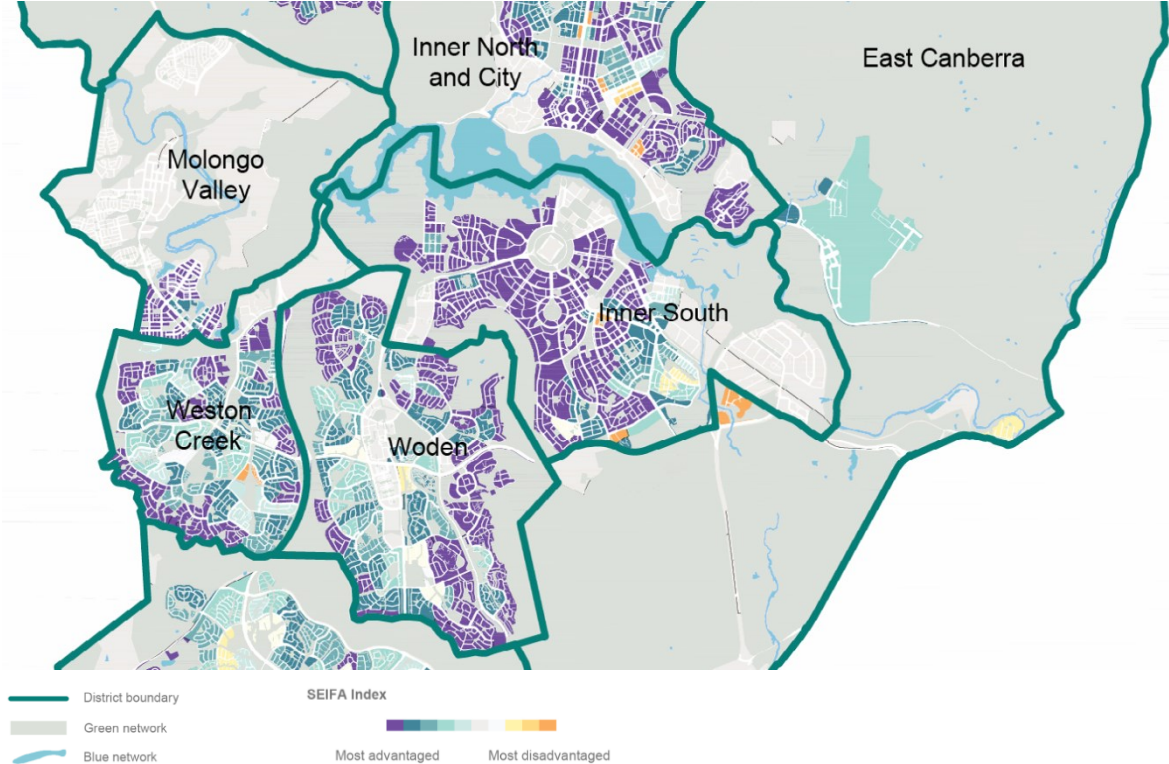 Inner North
and City
East Canberra
Molongo
Valley
Inner South
Weston
Creek
Woden
District boundary
SEIFA Index
Green network
Blue network
Most advantaged
Most disadvantaged